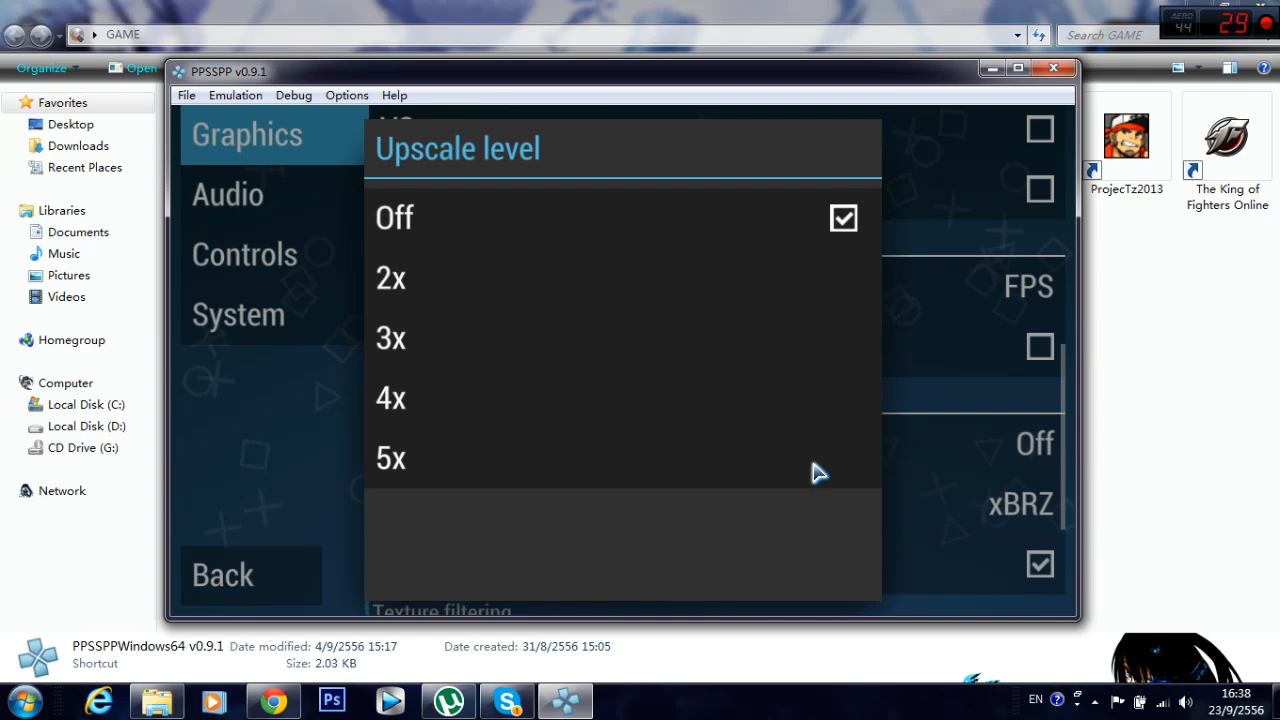 AERO
44
29
GAME
Search GAME
Organize
Open
PPSSPP v0.9.1
File
Emulation
Debug
Options
Help
Favorites
Desktop
Downloads
Recent Places
Libraries
Documents
Music
Pictures
Videos
Homegroup
Computer
Local Disk (C:)
Local Disk (D:)
CD Drive (G:)
Network
Graphics
Audio
Controls
System
Back
Upscale level
Off
2x
3x
4x
5x
FPS
Off
xBRZ
Texture filtering
ProjecTz2013
The King of
Fighters Online
PPSSPPWindows64 v0.9.1
Date modified: 4/9/2556 15:17
Date created: 31/8/2556 15:05
Shortcut
Size: 2.03 KB
Ps
EN
16:38
23/9/2556